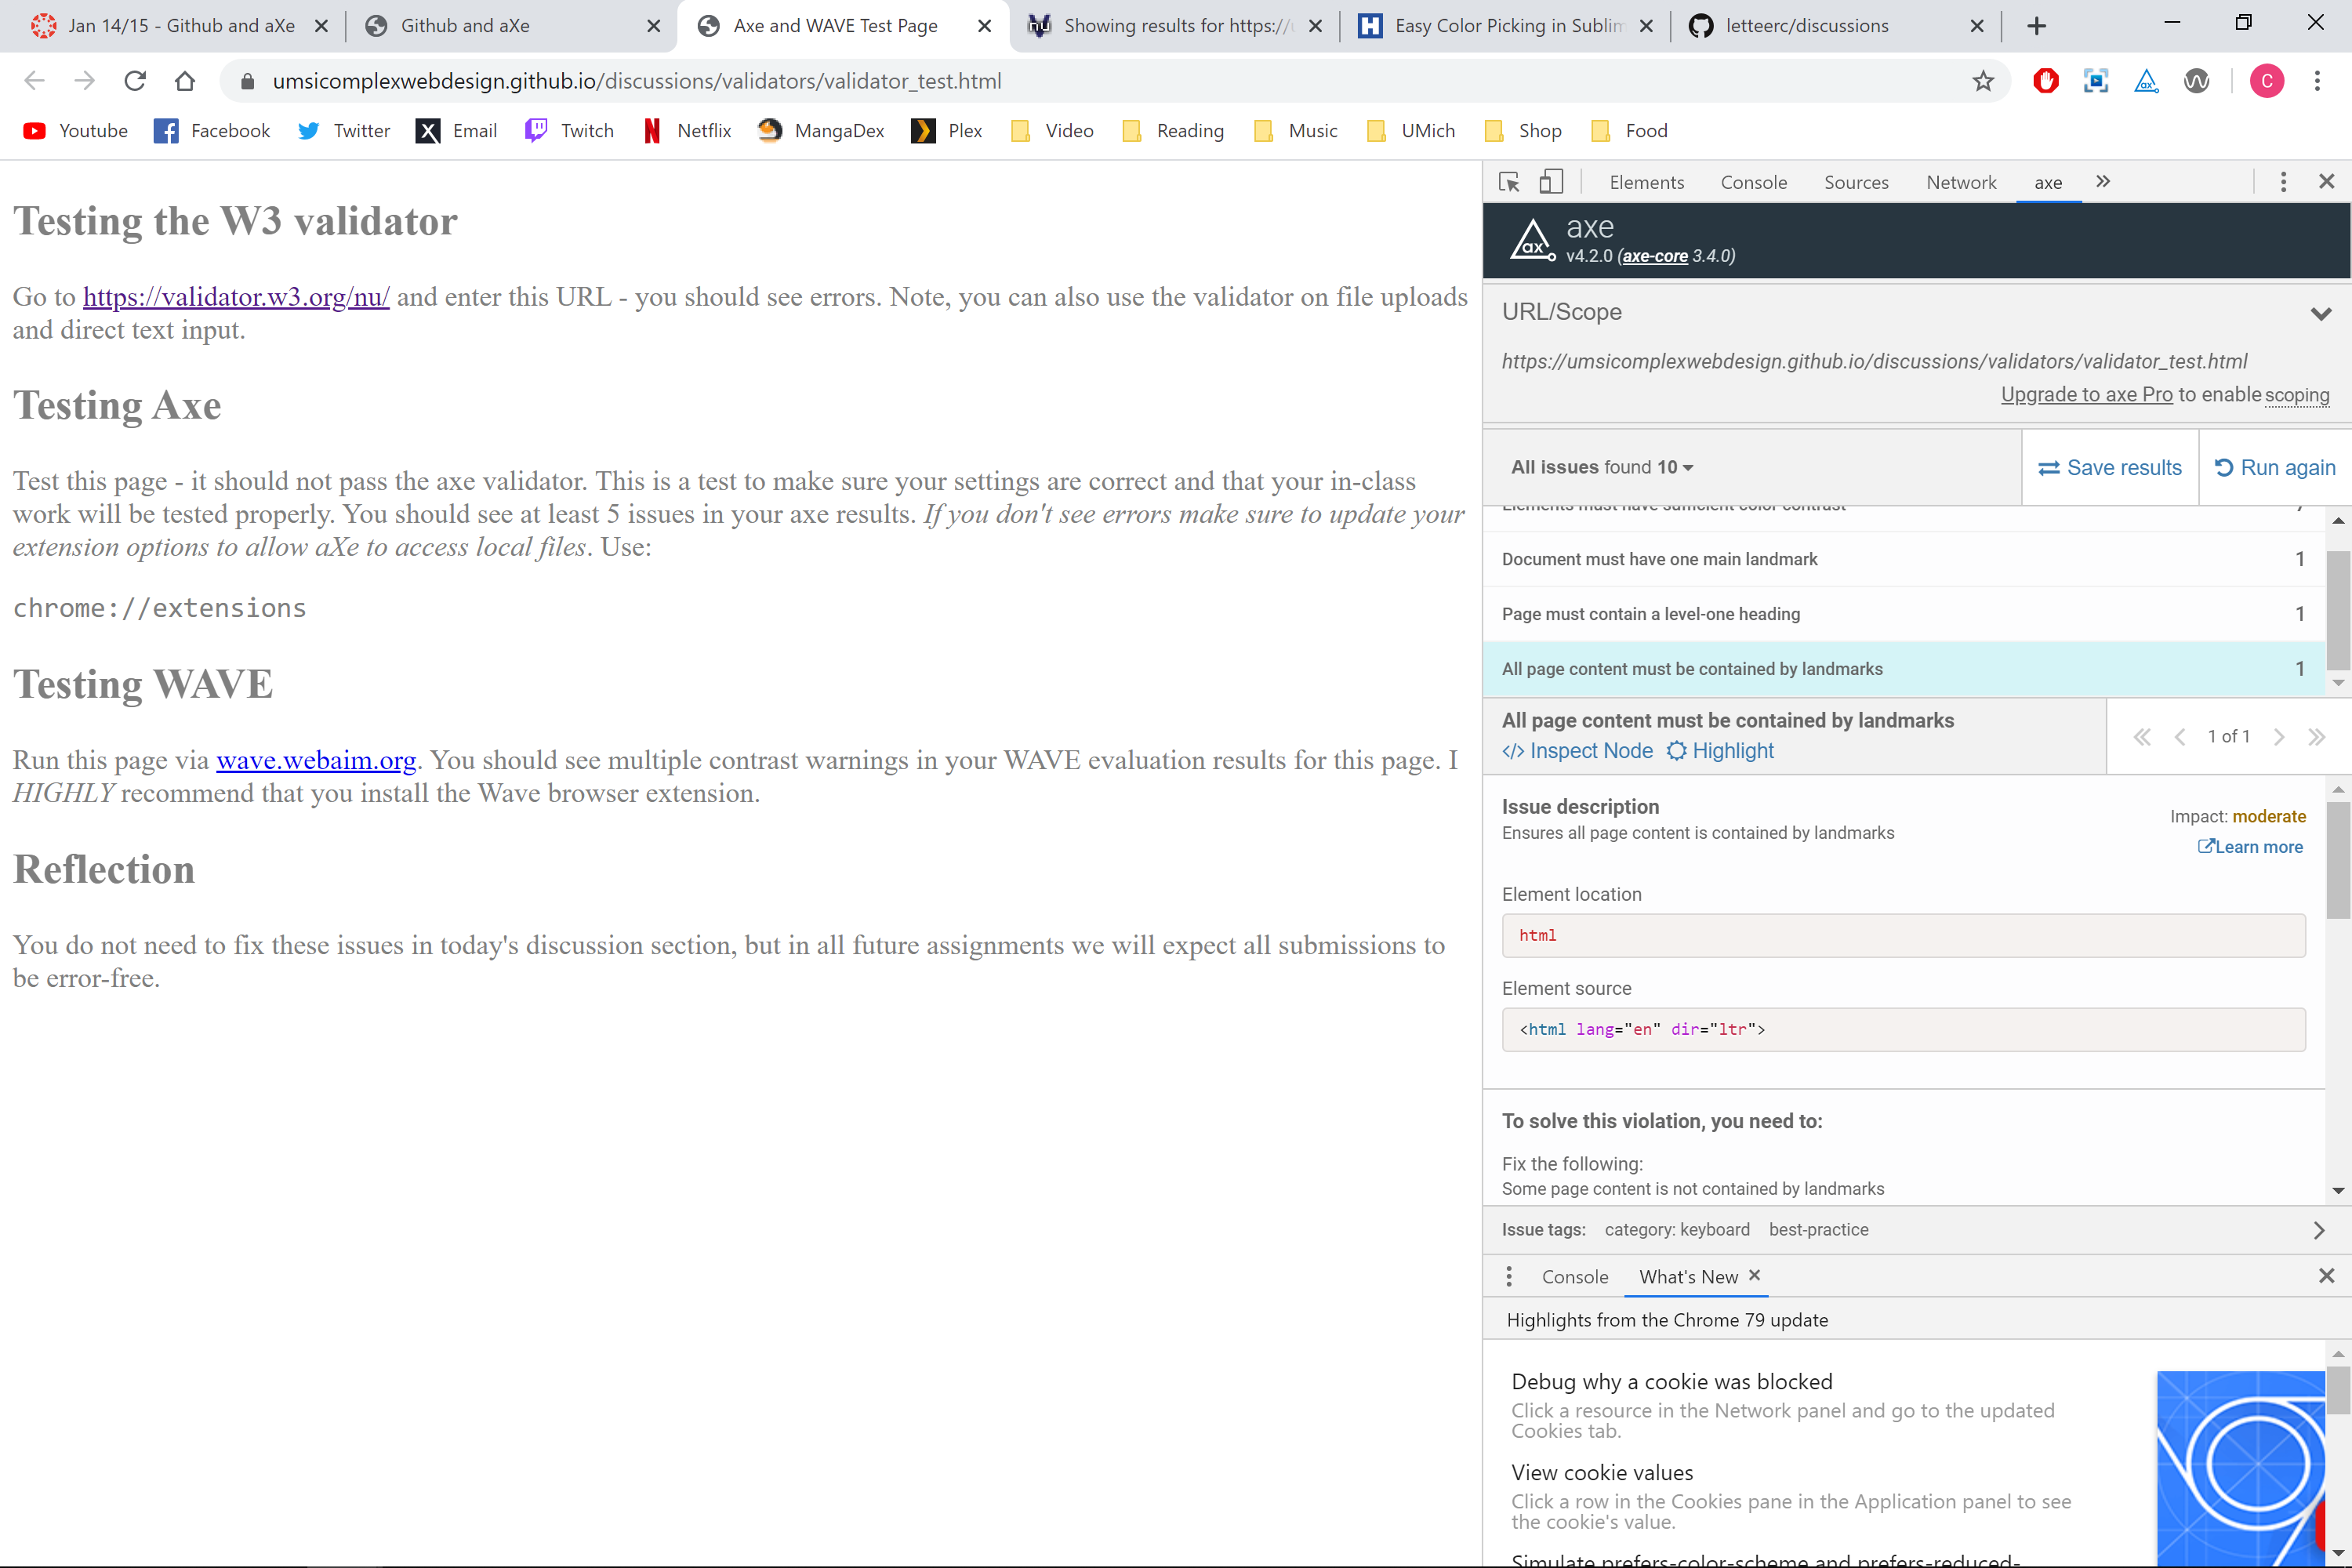 Jan 14/15 - Github and aXe
Github and aXe
Axe and WAVE Test Page
Showing results for https://u
Easy Color Picking in Sublim
letteerc/discussions
umsicomplexwebdesign.github.io/discussions/validators/validator_test.html
C
Youtube
Facebook
Twitter
Email
Twitch
Netflix
MangaDex
Plex
Video
Reading
Music
UMich
Shop
Food
Testing the W3 validator
Go to https://validator.w3.org/nu/ and enter this URL - you should see errors. Note, you can also use the validator on file uploads
and direct text input.
Testing Axe
Test this page - it should not pass the axe validator. This is a test to make sure your settings are correct and that your in-class
work will be tested properly. You should see at least 5 issues in your axe results. If you don't see errors make sure to update your
extension options to allow aXe to access local files. Use:
chrome://extensions
Testing WAVE
Run this page via wave.webaim.org. You should see multiple contrast warnings in your WAVE evaluation results for this page. I
HIGHLY recommend that you install the Wave browser extension.
Reflection
You do not need to fix these issues in today's discussion section, but in all future assignments we will expect all submissions to
be error-free.
Elements
Console
Sources
Network
axe
ax
axe
v4.2.0 (axe-core 3.4.0)
URL/Scope
https://umsicomplexwebdesign.github.io/discussions/validators/validator_test.html
Upgrade to axe Pro to enable scoping
All issues found 10
Save results
Run again
Elements must have sufficient color contrast 7
Document must have one main landmark 1
Page must contain a level-one heading 1
All page content must be contained by landmarks 1
All page content must be contained by landmarks
</> Inspect Node
Highlight
1 of 1
Issue description
Ensures all page content is contained by landmarks
Impact: moderate
Learn more
Element location
html
Element source
<html lang="en" dir="ltr">
To solve this violation, you need to:
Fix the following:
Some page content is not contained by landmarks
Issue tags: category: keyboard best-practice
Console
What's New
Highlights from the Chrome 79 update
Debug why a cookie was blocked
Click a resource in the Network panel and go to the updated
Cookies tab.
View cookie values
Click a row in the Cookies pane in the Application panel to see
the cookie's value.
Simulate prefers-color-scheme and prefers-reduced-